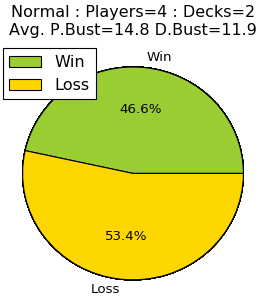 Normal : Players=4 : Decks=2
Avg. P.Bust=14.8 D.Bust=11.9
Win
Loss
Win
46.6%
53.4%
Loss